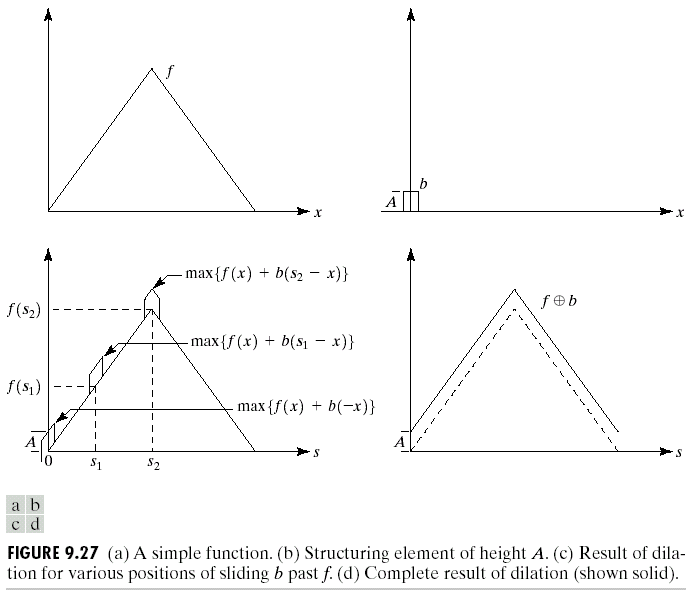 f
x
b
A
x
max{f(x) + b(s₂ − x)}
f(s₂)
max{f(x) + b(s₁ − x)}
f(s₁)
max{f(x) + b(−x)}
A
0
s₁
s₂
s
f ⊕ b
A
s
a b
c d
FIGURE 9.27 (a) A simple function. (b) Structuring element of height A. (c) Result of dila-
tion for various positions of sliding b past f. (d) Complete result of dilation (shown solid).